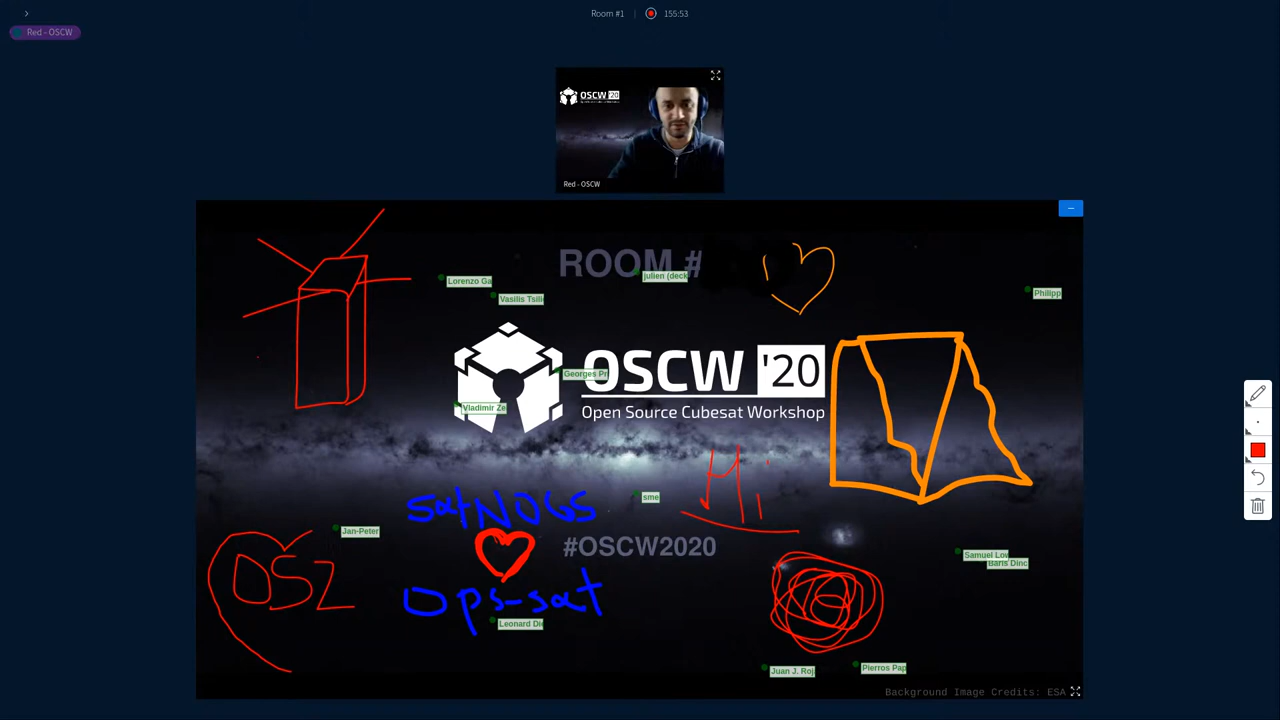 Room #1 155:53
Red - OSCW
OSCW '20
Red - OSCW
ROOM #
julien (deck
Lorenzo Ga
Vasilis Tsili
Philipp
OSCW '20
Georges Pr
Open Source Cubesat Workshop
Vladimir Ze
Hi
satNOGS
sme
Jan-Peter
#OSCW2020
Samuel Low
Baris Dinc
Ops-sat
Leonard Di
Juan J. Roj
Pierros Pap
Background Image Credits: ESA